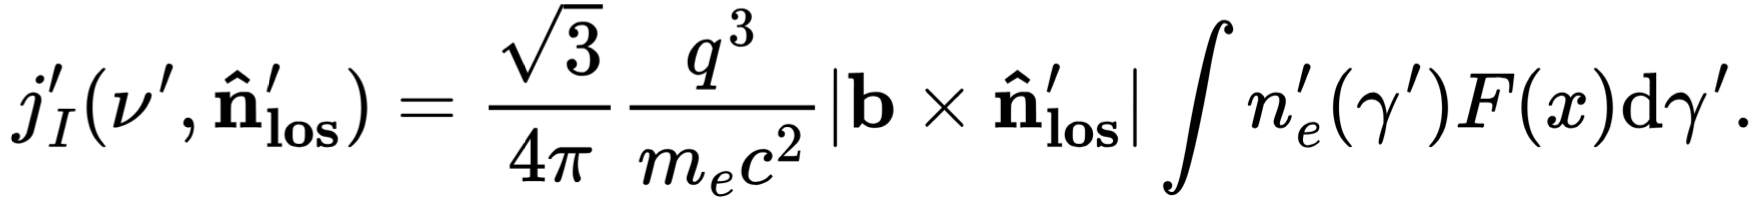 $j'_I(\nu', \hat{\mathbf{n}}'_{\mathbf{los}}) = \frac{\sqrt{3}}{4\pi} \frac{q^3}{m_e c^2} |\mathbf{b} \times \hat{\mathbf{n}}'_{\mathbf{los}}| \int n'_e(\gamma') F(x) \mathrm{d}\gamma'.$